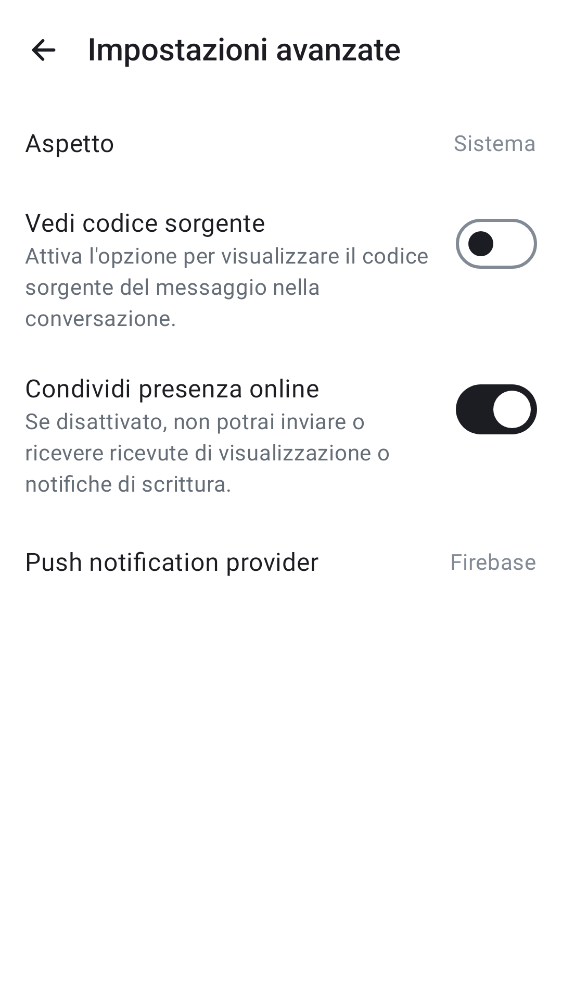 Impostazioni avanzate
Aspetto
Sistema
Vedi codice sorgente
Attiva l'opzione per visualizzare il codice
sorgente del messaggio nella
conversazione.
Condividi presenza online
Se disattivato, non potrai inviare o
ricevere ricevute di visualizzazione o
notifiche di scrittura.
Push notification provider
Firebase